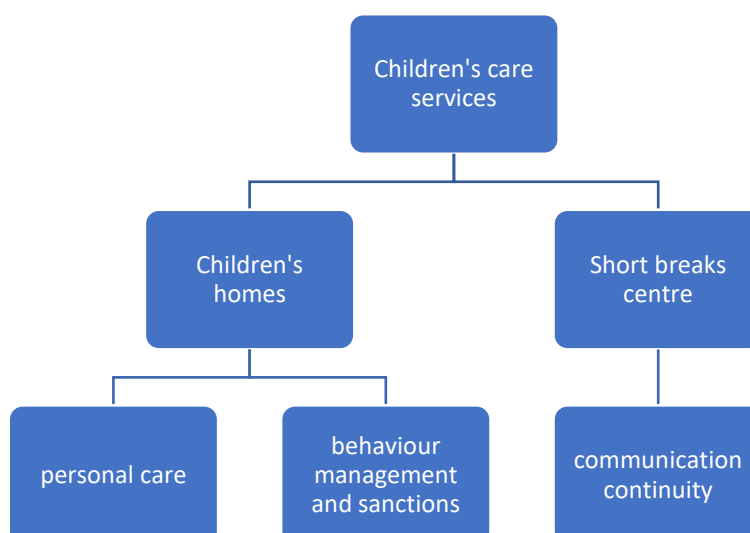 Children's care
services
Children's
homes
Short breaks
centre
personal care
behaviour
management
and sanctions
communication
continuity